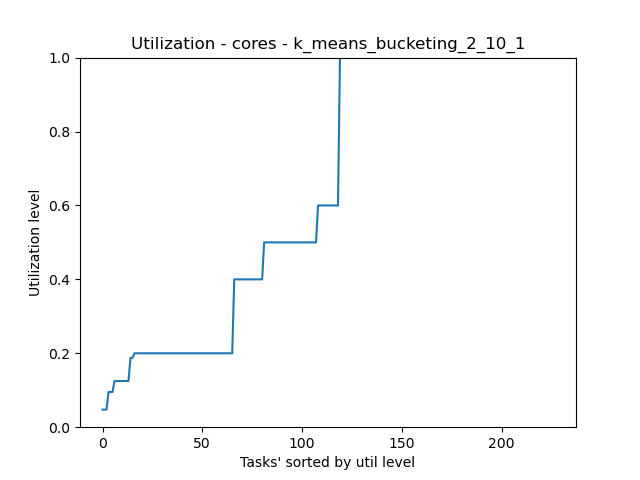 Utilization - cores - k_means_bucketing_2_10_1
1.0
0.8
0.6
0.4
0.2
0.0
Utilization level
0 50 100 150 200
Tasks' sorted by util level